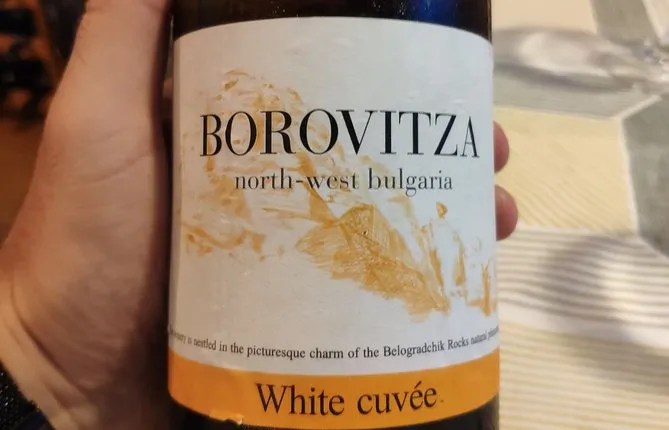 BOROVITZA
north-west bulgaria
is nestled in the picturesque charm of the Belogradchik Rocks natural
White cuvée